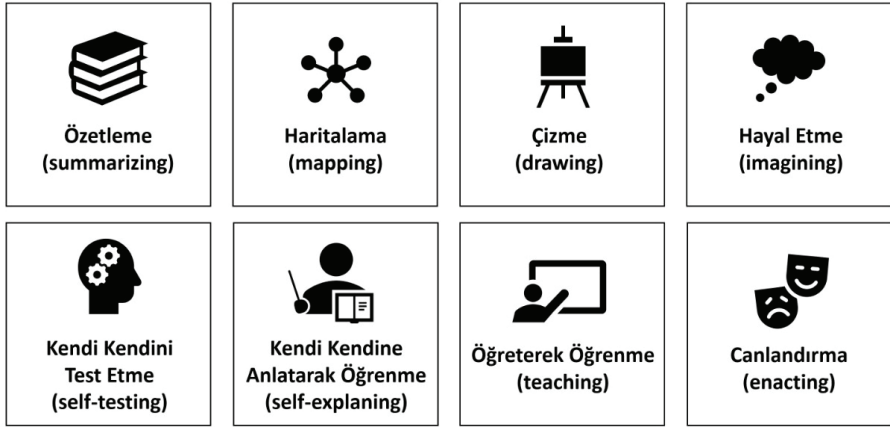 Özetleme
(summarizing)
Haritalama
(mapping)
Çizme
(drawing)
Hayal Etme
(imagining)
Kendi Kendini
Test Etme
(self-testing)
Kendi Kendine
Anlatarak Öğrenme
(self-explaning)
Öğreterek Öğrenme
(teaching)
Canlandırma
(enacting)